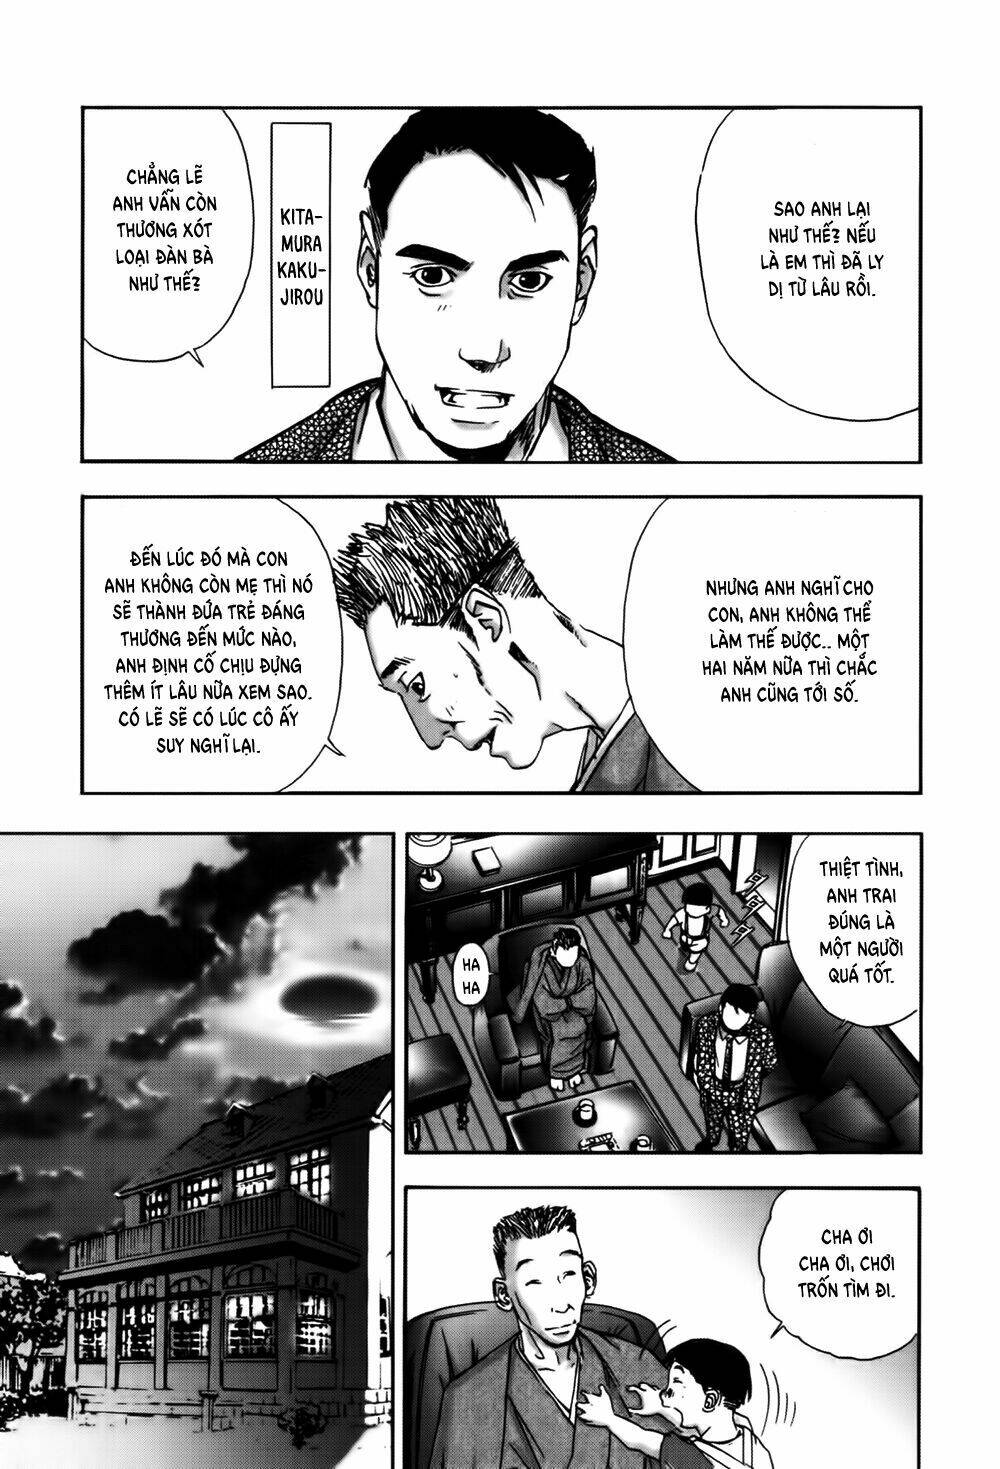 SAO ANH LẠI
NHƯ THẾ? NẾU
LÀ EM THÌ ĐÃ LY
DỊ TỪ LÂU RỒI.
KITA-
MURA
KAKU-
JIROU
CHẲNG LẼ
ANH VẪN CÒN
THƯƠNG XÓT
LOẠI ĐÀN BÀ
NHƯ THẾ?
NHƯNG ANH NGHĨ CHO
CON, ANH KHÔNG THỂ
LÀM THẾ ĐƯỢC.. MỘT
HAI NĂM NỮA THÌ CHẮC
ANH CŨNG TỚI SỐ.
ĐẾN LÚC ĐÓ MÀ CON
ANH KHÔNG CÒN MẸ THÌ NÓ
SẼ THÀNH ĐỨA TRẺ ĐÁNG
THƯƠNG ĐẾN MỨC NÀO,
ANH ĐỊNH CỐ CHỊU ĐỰNG
THÊM ÍT LÂU NỮA XEM SAO.
CÓ LẼ SẼ CÓ LÚC CÔ ẤY
SUY NGHĨ LẠI.
THIỆT TÌNH,
ANH TRAI
ĐÚNG LÀ
MỘT NGƯỜI
QUÁ TỐT.
タタタ
HA
HA
CHA ƠI
CHA ƠI, CHƠI
TRỐN TÌM ĐI.